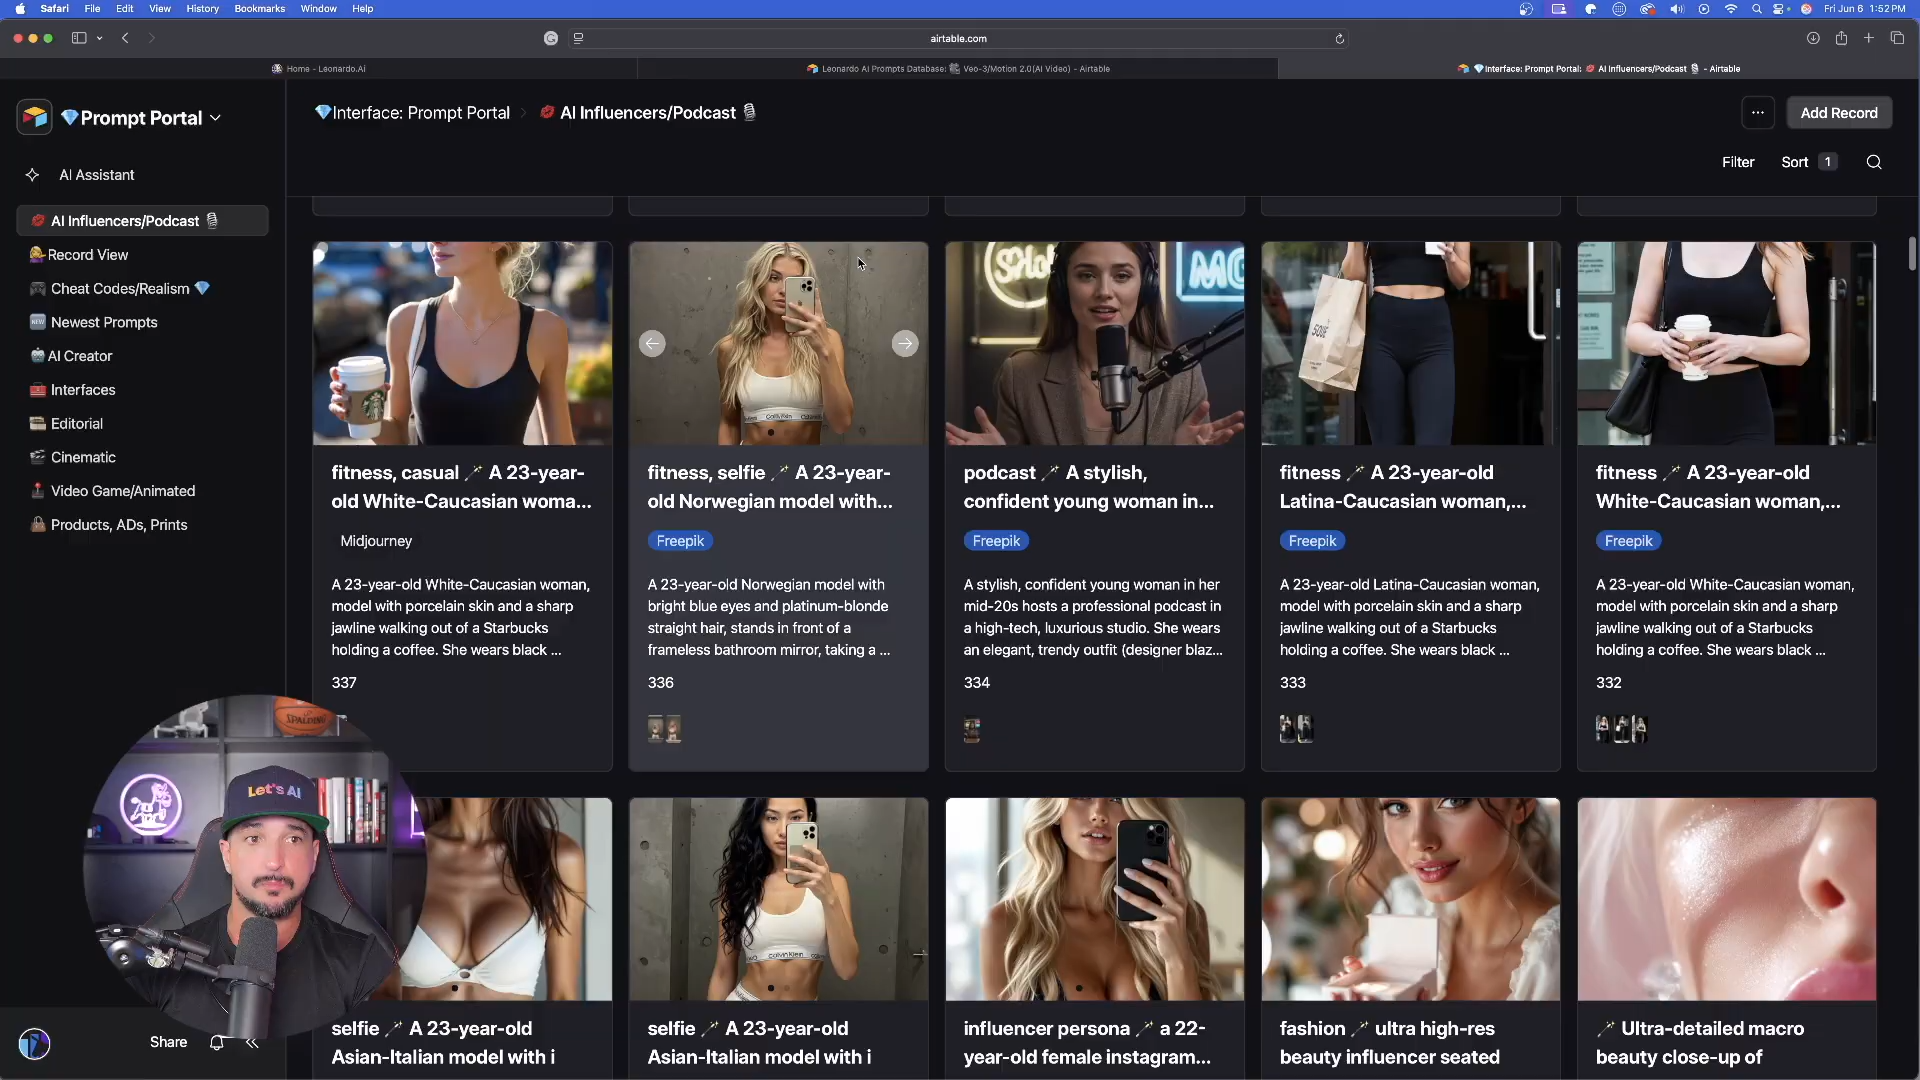 Safari File Edit View History Bookmarks Window Help Fri Jun 6 1:52 PM
airtable.com
Home - Leonardo.Ai
Leonardo AI Prompts Database: 🎬 Veo-3/Motion 2.0(AI Video) - Airtable
💎Interface: Prompt Portal: 💋 AI Influencers/Podcast 🎙 - Airtable
💎Prompt Portal
💎Interface: Prompt Portal > 💋 AI Influencers/Podcast 🎙
Add Record
Filter
Sort 1
AI Assistant
💋 AI Influencers/Podcast 🎙
Record View
Cheat Codes/Realism 💎
🆕 Newest Prompts
🤖AI Creator
🧰 Interfaces
Editorial
🎬 Cinematic
🕹 Video Game/Animated
👜 Products, ADs, Prints
Share
fitness, casual 🪄 A 23-year-
old White-Caucasian woma...
Midjourney
A 23-year-old White-Caucasian woman,
model with porcelain skin and a sharp
jawline walking out of a Starbucks
holding a coffee. She wears black ...
337
Calvin Klein
fitness, selfie 🪄 A 23-year-
old Norwegian model with...
Freepik
A 23-year-old Norwegian model with
bright blue eyes and platinum-blonde
straight hair, stands in front of a
frameless bathroom mirror, taking a ...
336
podcast 🪄 A stylish,
confident young woman in...
Freepik
A stylish, confident young woman in her
mid-20s hosts a professional podcast in
a high-tech, luxurious studio. She wears
an elegant, trendy outfit (designer blaz...
334
fitness 🪄 A 23-year-old
Latina-Caucasian woman,...
Freepik
A 23-year-old Latina-Caucasian woman,
model with porcelain skin and a sharp
jawline walking out of a Starbucks
holding a coffee. She wears black ...
333
fitness 🪄 A 23-year-old
White-Caucasian woman,...
Freepik
A 23-year-old White-Caucasian woman,
model with porcelain skin and a sharp
jawline walking out of a Starbucks
holding a coffee. She wears black ...
332
SPALDING
Let's AI
selfie 🪄 A 23-year-old
Asian-Italian model with i
Calvin Klein
selfie 🪄 A 23-year-old
Asian-Italian model with i
influencer persona 🪄 a 22-
year-old female instagram...
fashion 🪄 ultra high-res
beauty influencer seated
🪄 Ultra-detailed macro
beauty close-up of